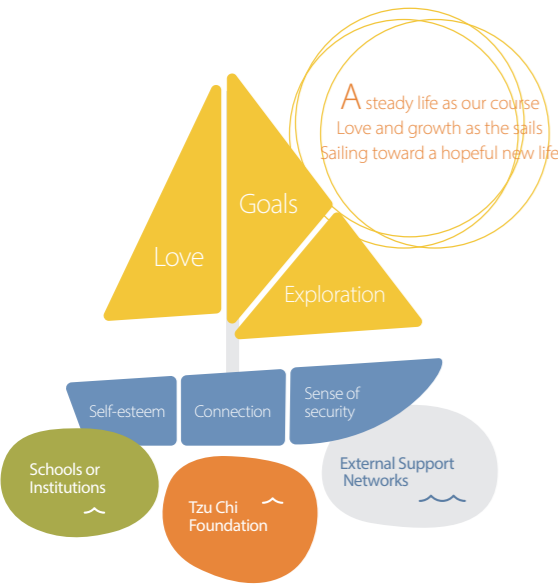 A steady life as our course
Love and growth as the sails
Sailing toward a hopeful new life
Goals
Love
Exploration
Self-esteem
Connection
Sense of
security
Schools or
Institutions
Tzu Chi
Foundation
External Support
Networks